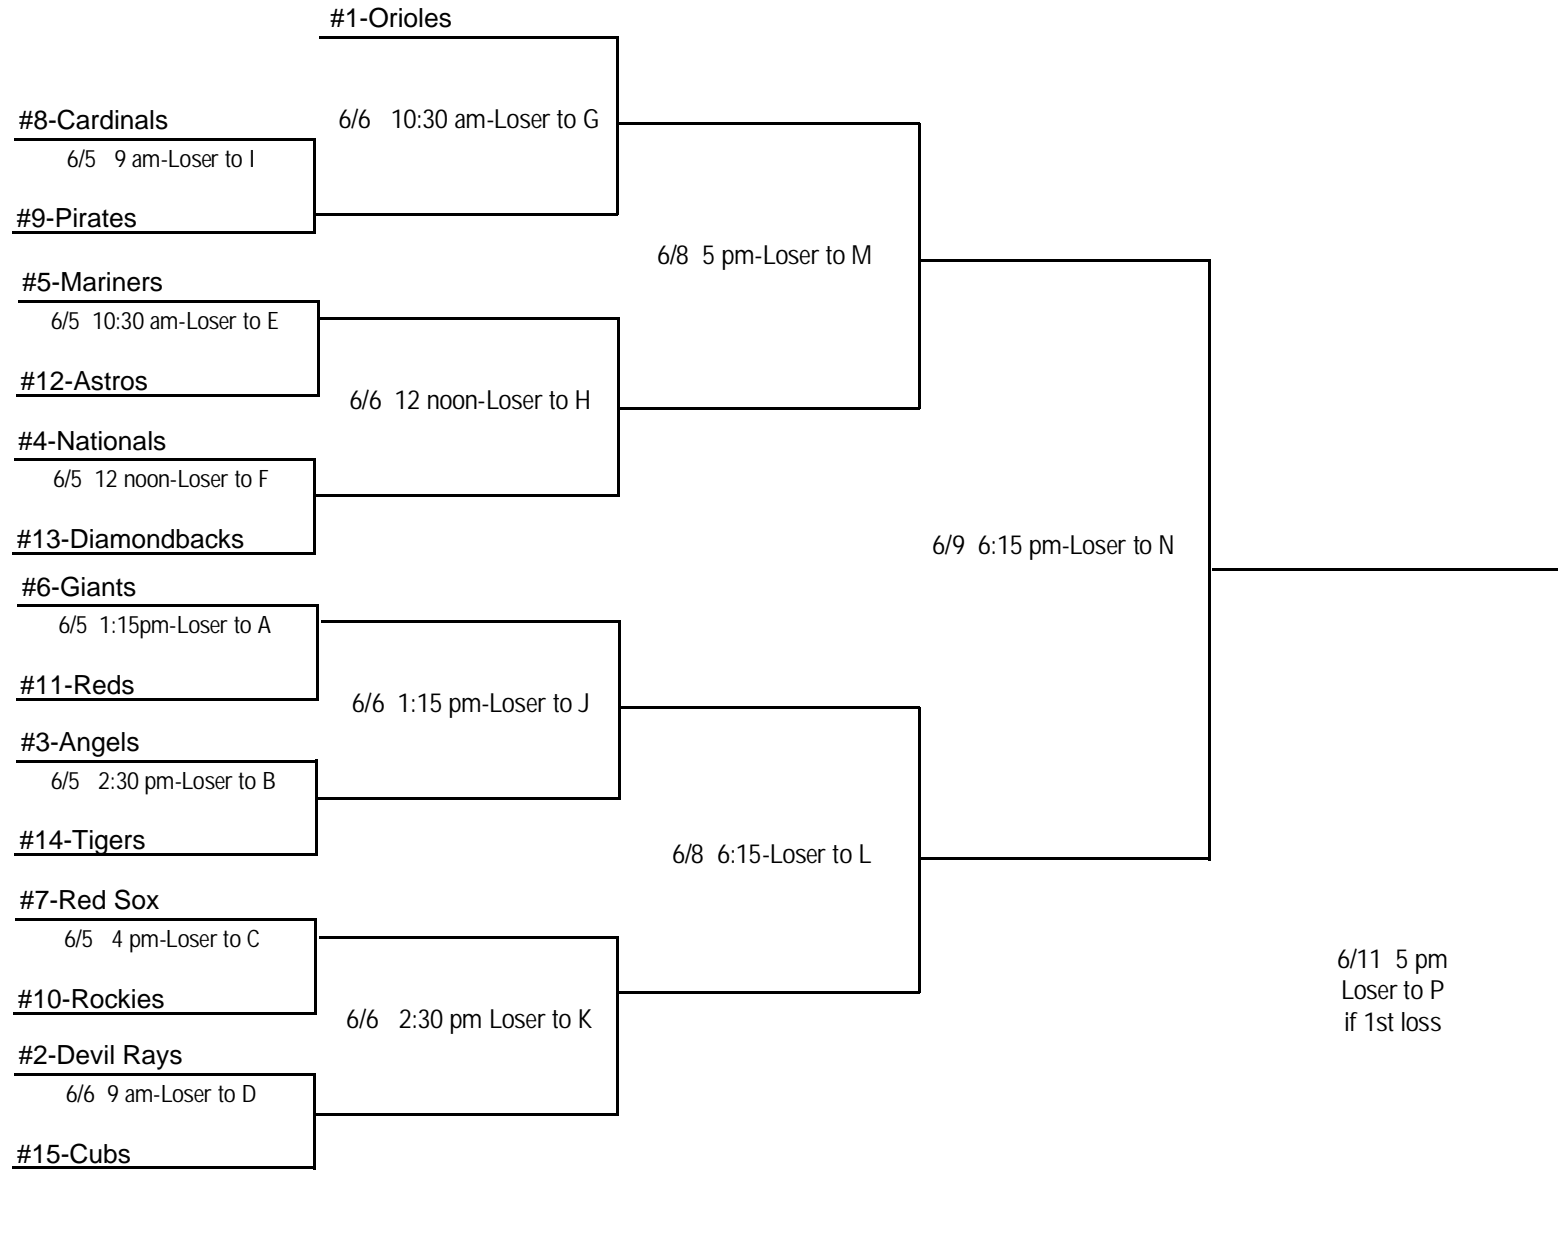 #1-Orioles
#8-Cardinals
6/5 9 am-Loser to I
#9-Pirates
6/6 10:30 am-Loser to G
#5-Mariners
6/5 10:30 am-Loser to E
#12-Astros
6/6 12 noon-Loser to H
#4-Nationals
6/5 12 noon-Loser to F
#13-Diamondbacks
6/8 5 pm-Loser to M
#6-Giants
6/5 1:15pm-Loser to A
#11-Reds
6/6 1:15 pm-Loser to J
#3-Angels
6/5 2:30 pm-Loser to B
#14-Tigers
#7-Red Sox
6/5 4 pm-Loser to C
#10-Rockies
6/6 2:30 pm Loser to K
#2-Devil Rays
6/6 9 am-Loser to D
#15-Cubs
6/8 6:15-Loser to L
6/9 6:15 pm-Loser to N
6/11 5 pm
Loser to P
if 1st loss